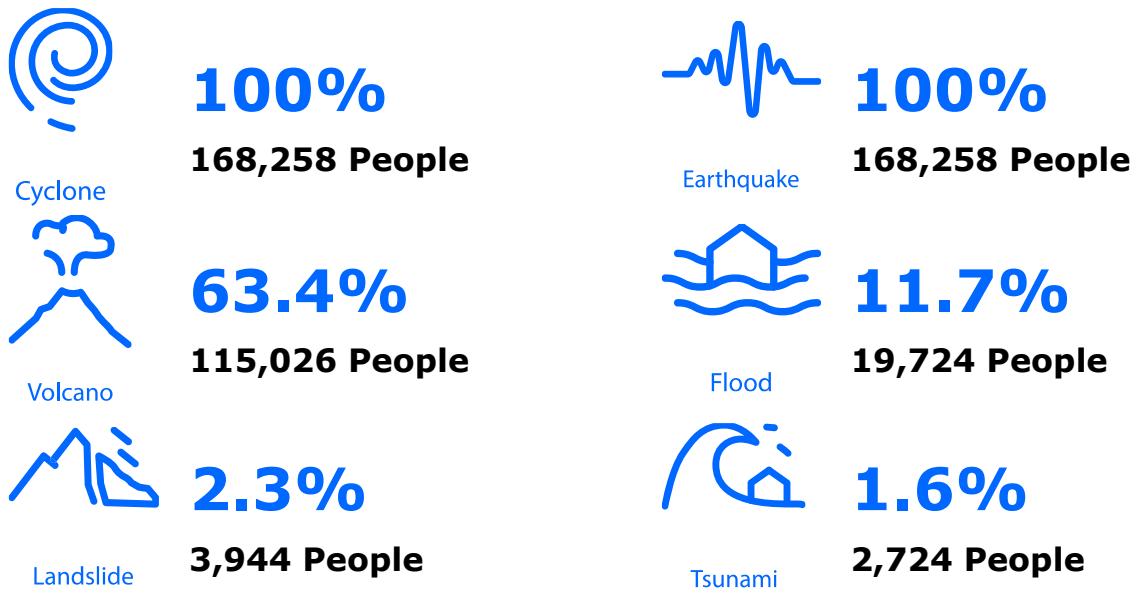 100%
168,258 People
Cyclone
100%
168,258 People
Earthquake
63.4%
115,026 People
Volcano
11.7%
19,724 People
Flood
2.3%
3,944 People
Landslide
1.6%
2,724 People
Tsunami